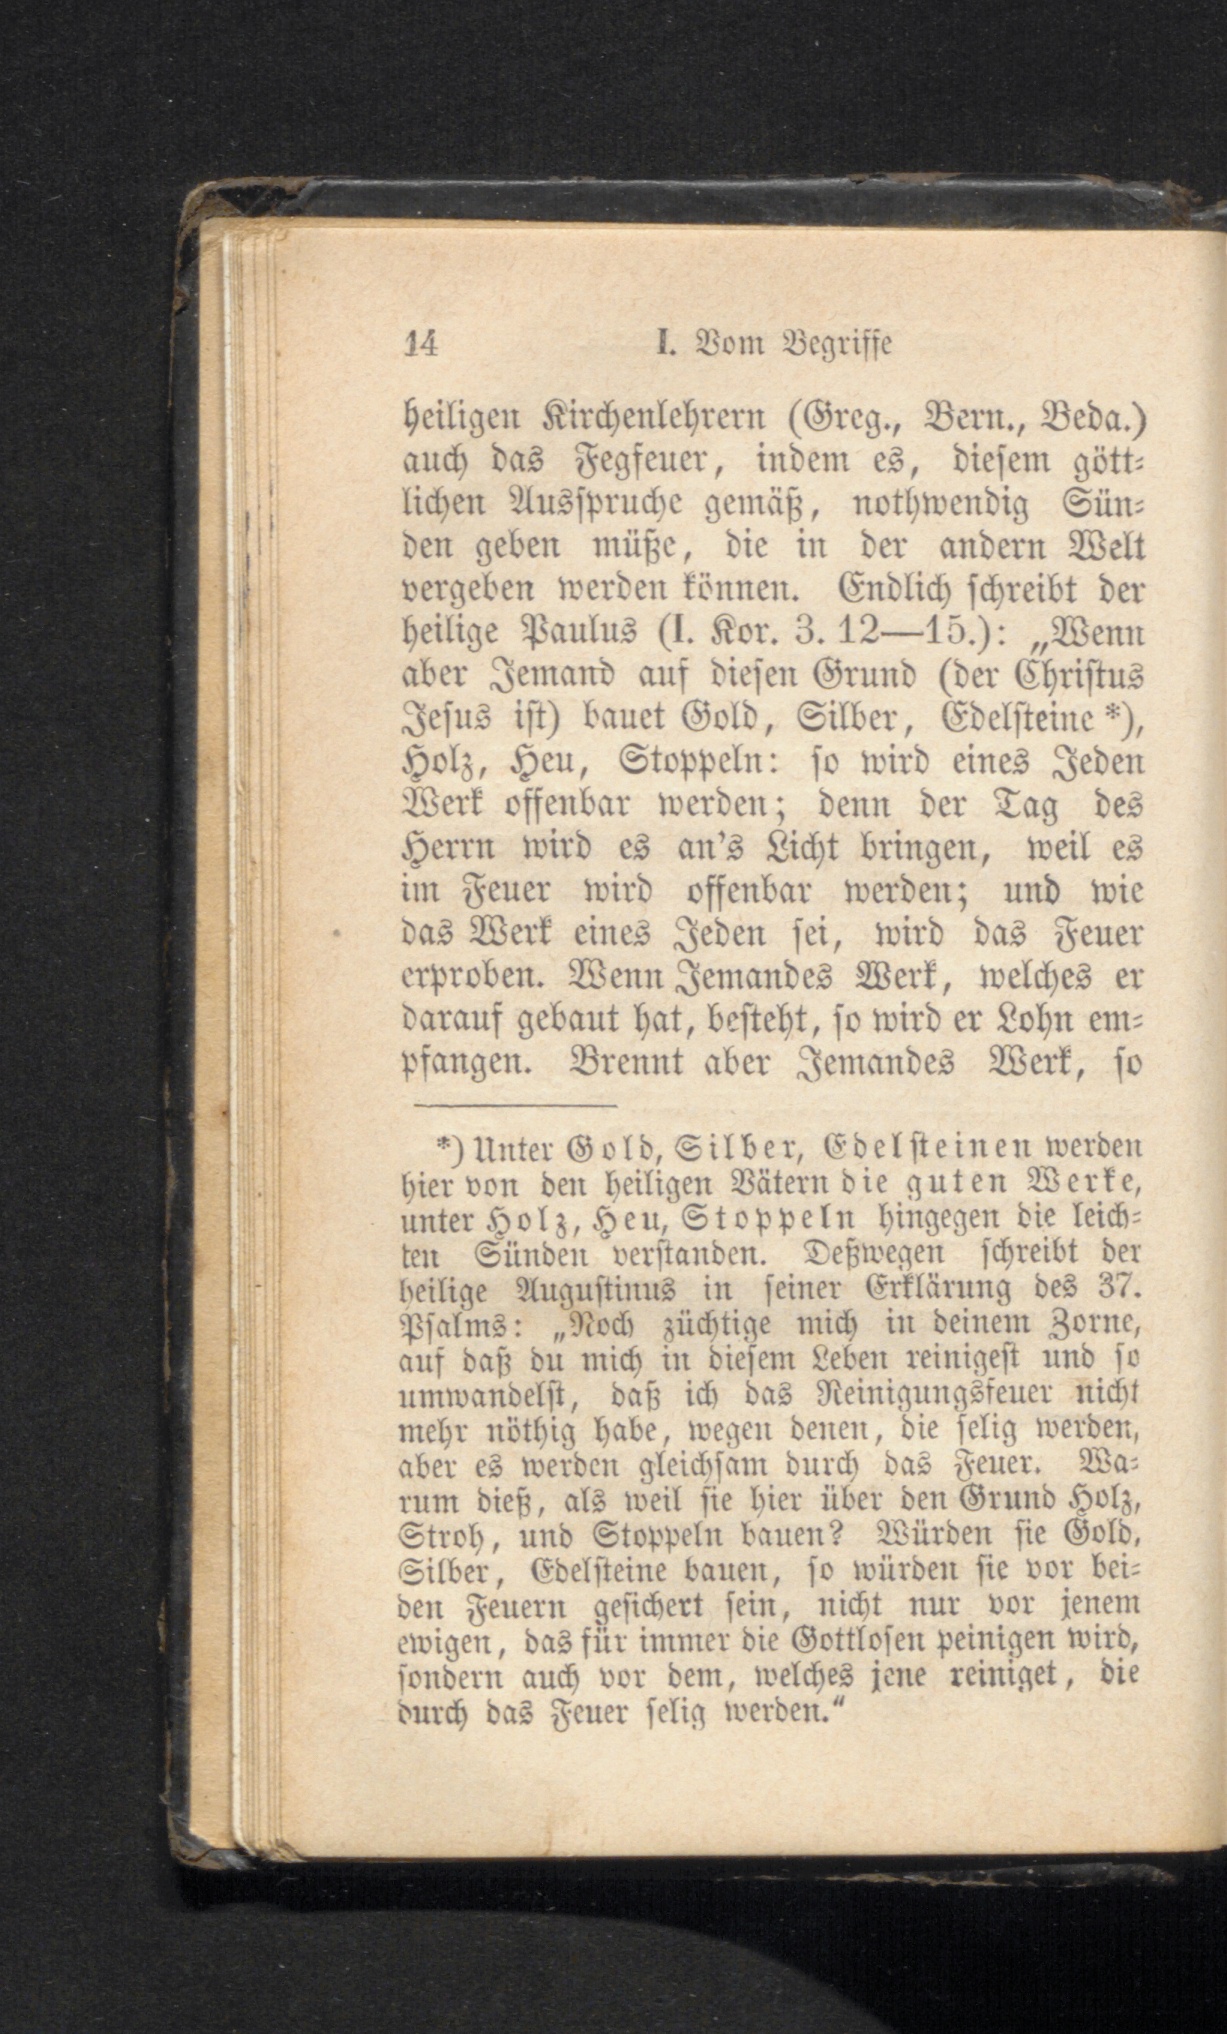 14 I. Vom Begriffe
heiligen Kirchenlehrern (Greg., Bern., Beda.)
auch das Fegfeuer, indem es, diesem gött-
lichen Ausspruche gemäß, nothwendig Sün-
den geben müße, die in der andern Welt
vergeben werden können. Endlich schreibt der
heilige Paulus (I. Kor. 3. 12—15.): „Wenn
aber Jemand auf diesen Grund (der Christus
Jesus ist) bauet Gold, Silber, Edelsteine *),
Holz, Heu, Stoppeln: so wird eines Jeden
Werk offenbar werden; denn der Tag des
Herrn wird es an's Licht bringen, weil es
im Feuer wird offenbar werden; und wie
das Werk eines Jeden sei, wird das Feuer
erproben. Wenn Jemandes Werk, welches er
darauf gebaut hat, besteht, so wird er Lohn em-
pfangen. Brennt aber Jemandes Werk, so
*) Unter Gold, Silber, Edelsteinen werden
hier von den heiligen Vätern die guten Werke,
unter Holz, Heu, Stoppeln hingegen die leich-
ten Sünden verstanden. Deßwegen schreibt der
heilige Augustinus in seiner Erklärung des 37.
Psalms: „Noch züchtige mich in deinem Zorne,
auf daß du mich in diesem Leben reinigest und so
umwandelst, daß ich das Reinigungsfeuer nicht
mehr nöthig habe, wegen denen, die selig werden,
aber es werden gleichsam durch das Feuer. Wa-
rum dieß, als weil sie hier über den Grund Holz,
Stroh, und Stoppeln bauen? Würden sie Gold,
Silber, Edelsteine bauen, so würden sie vor bei-
den Feuern gesichert sein, nicht nur vor jenem
ewigen, das für immer die Gottlosen peinigen wird,
sondern auch vor dem, welches jene reiniget, die
durch das Feuer selig werden.“